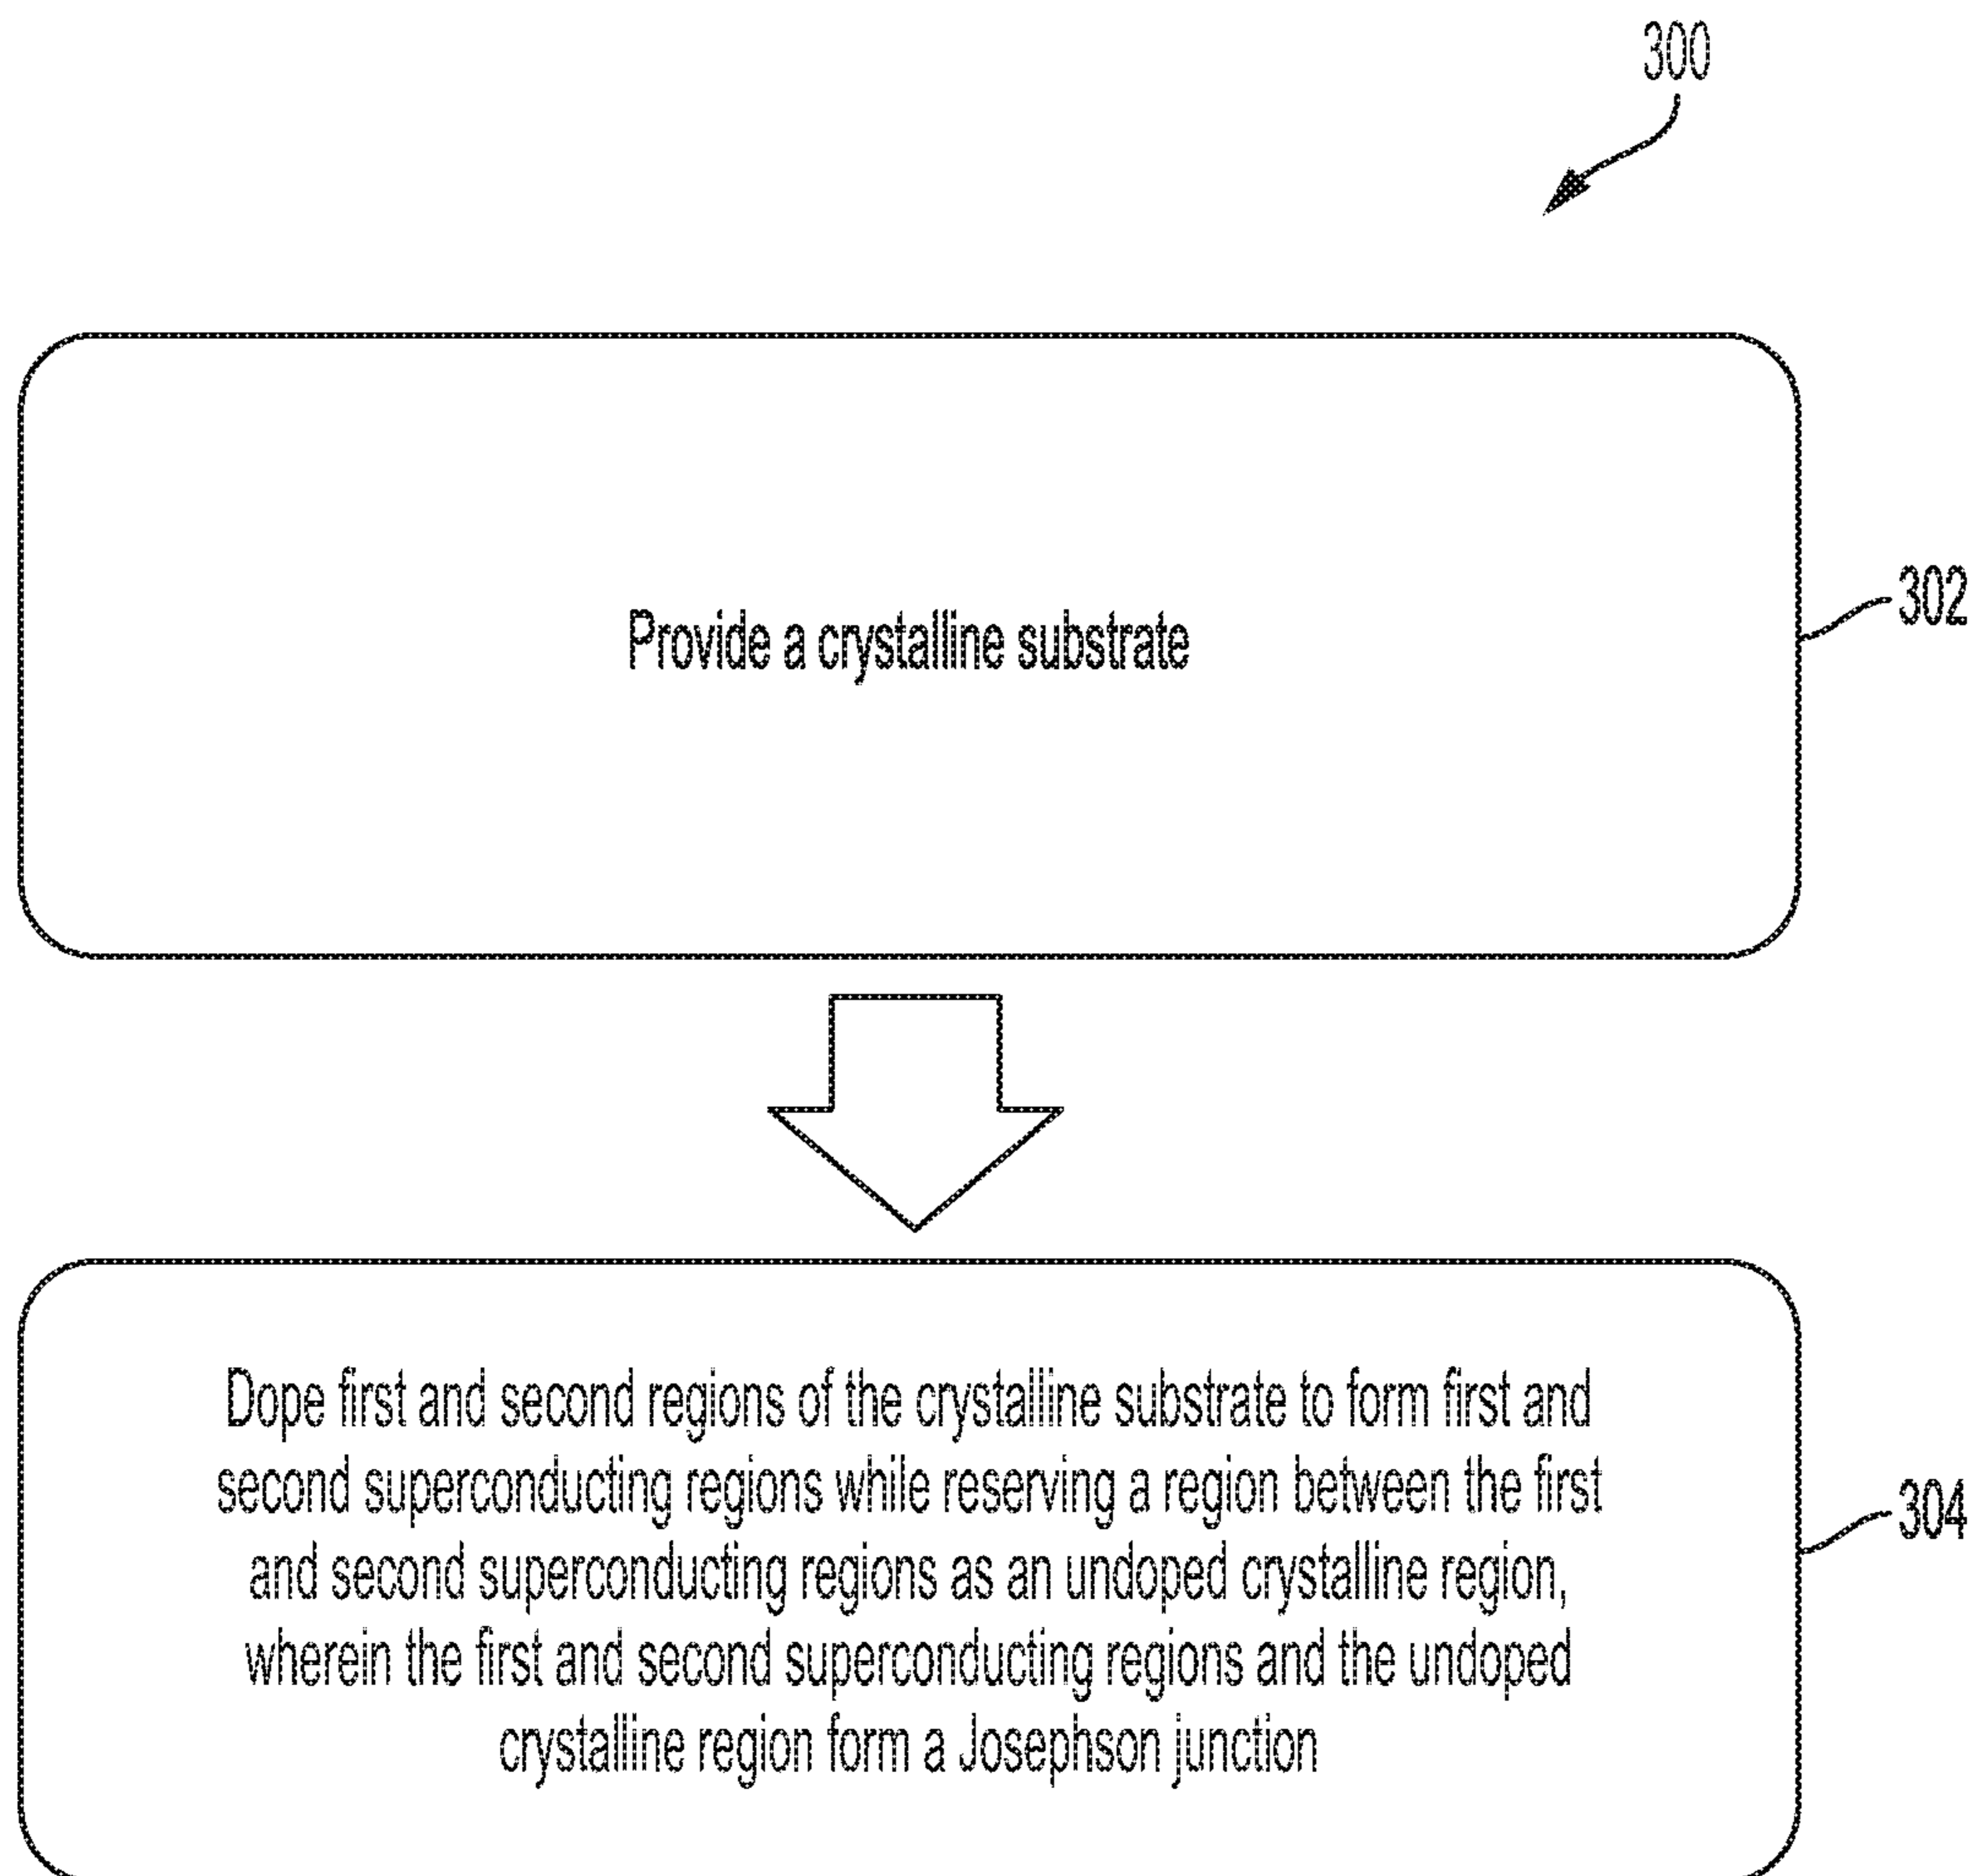 300
Provide a crystalline substrate
302
Dope first and second regions of the crystalline substrate to form first and
second superconducting regions while reserving a region between the first
and second superconducting regions as an undoped crystalline region,
wherein the first and second superconducting regions and the undoped
crystalline region form a Josephson junction
304